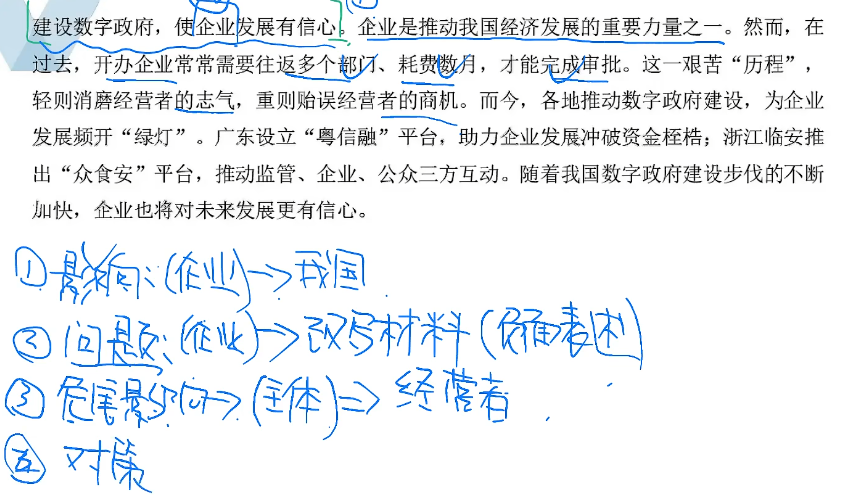 建设数字政府，使企业发展有信心。企业是推动我国经济发展的重要力量之一。然而，在
过去，开办企业常常需要往返多个部门、耗费数月，才能完成审批。这一艰苦“历程”，
轻则消磨经营者的志气，重则贻误经营者的商机。而今，各地推动数字政府建设，为企业
发展频开“绿灯”。广东设立“粤信融”平台，助力企业发展冲破资金桎梏；浙江临安推
出“众食安”平台，推动监管、企业、公众三方互动。随着我国数字政府建设步伐的不断
加快，企业也将对未来发展更有信心。
①影响：(企业)→我国
②问题：(企业)→改写材料(负面表述)
③危害影响→(主体)⇒经营者
对策